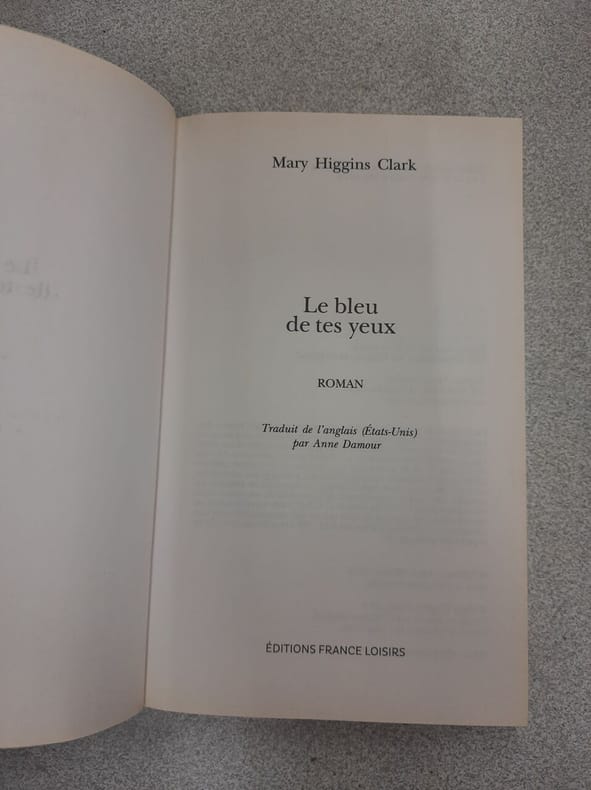 Mary Higgins Clark
Le bleu
de tes yeux
ROMAN
Traduit de l'anglais (États-Unis)
par Anne Damour
ÉDITIONS FRANCE LOISIRS